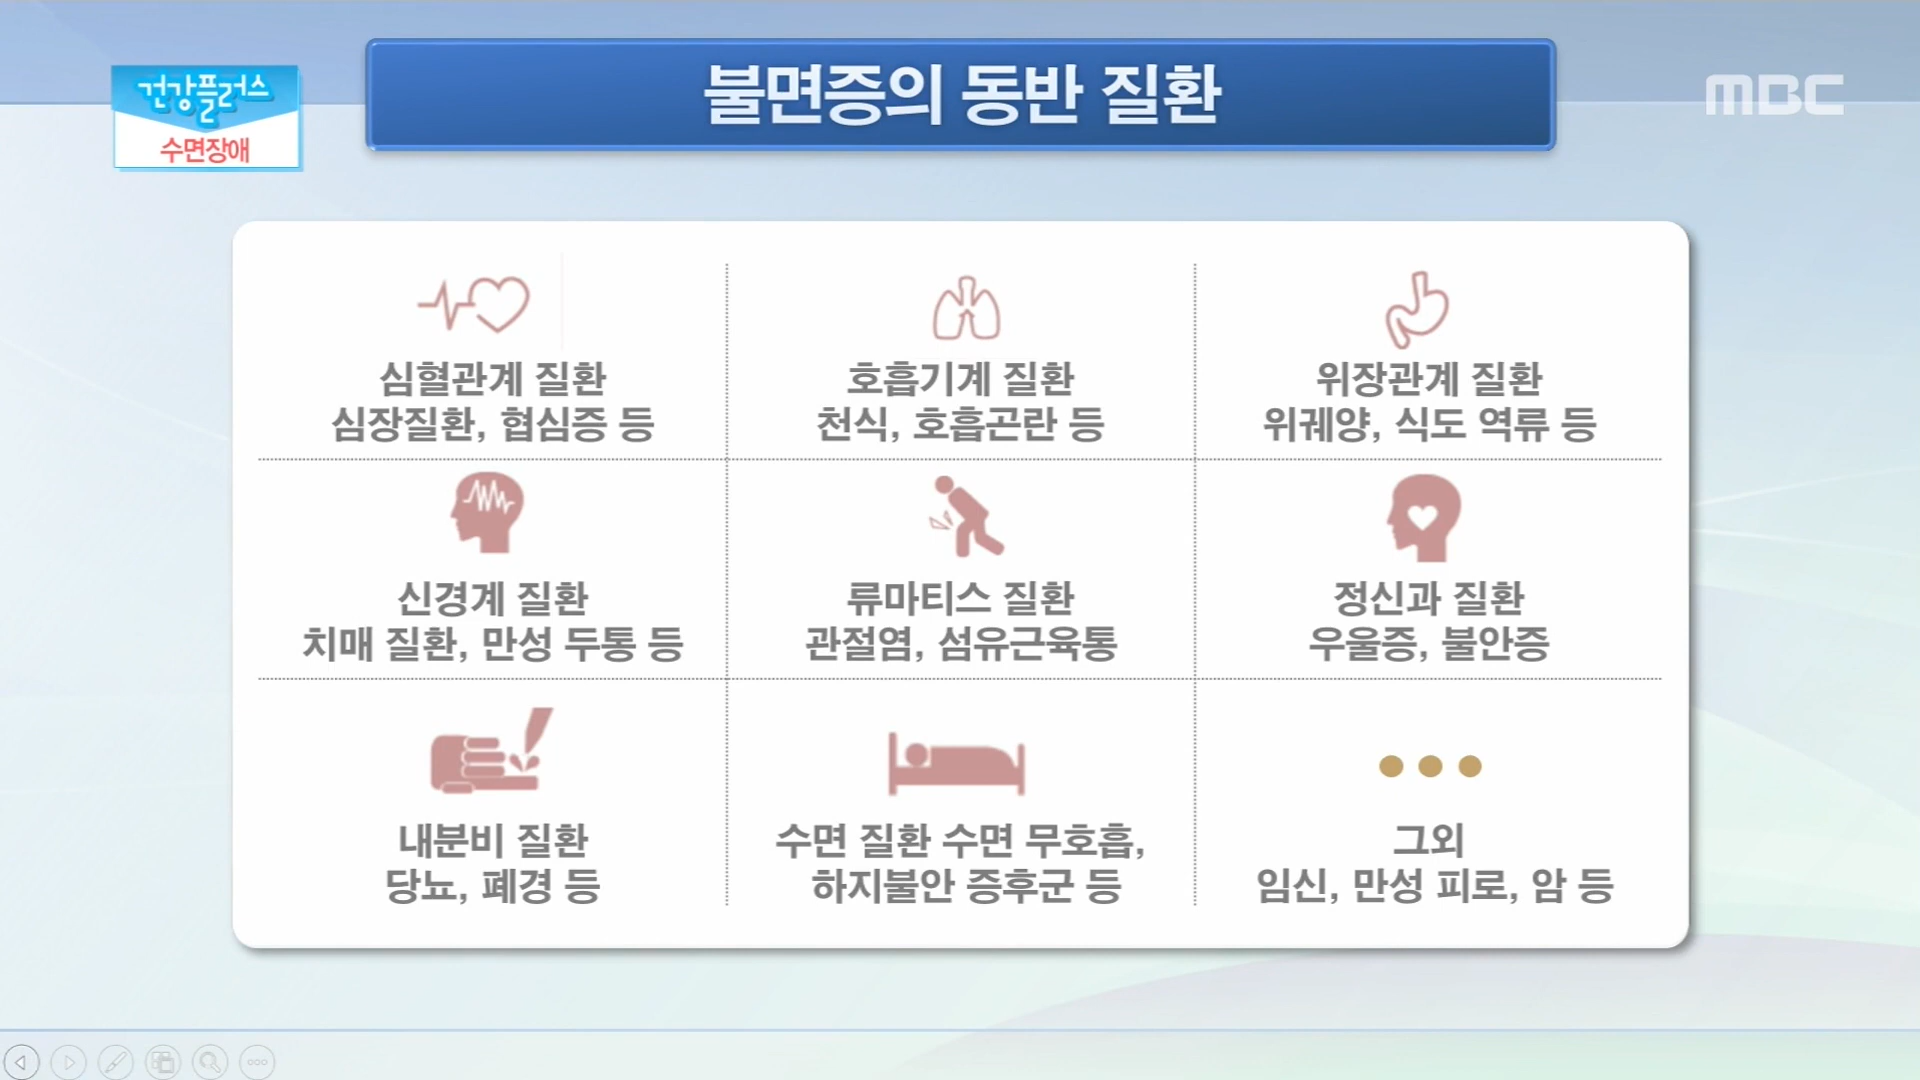 불면증의 동반 질환
건강플러스
수면장애
MBC
심혈관계 질환
심장질환, 협심증 등
호흡기계 질환
천식, 호흡곤란 등
위장관계 질환
위궤양, 식도 역류 등
신경계 질환
치매 질환, 만성 두통 등
류마티스 질환
관절염, 섬유근육통
정신과 질환
우울증, 불안증
내분비 질환
당뇨, 폐경 등
수면 질환 수면 무호흡,
하지불안 증후군 등
그외
임신, 만성 피로, 암 등